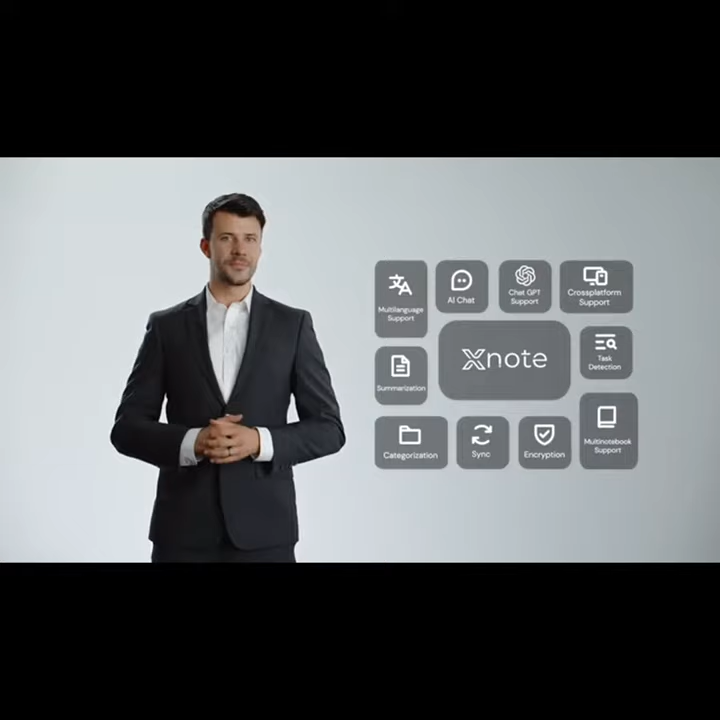 Multilanguage
Support
AI Chat
Chat GPT
Support
Crossplatform
Support
Summarization
Xnote
Task
Detection
Categorization
Sync
Encryption
Multinotebook
Support